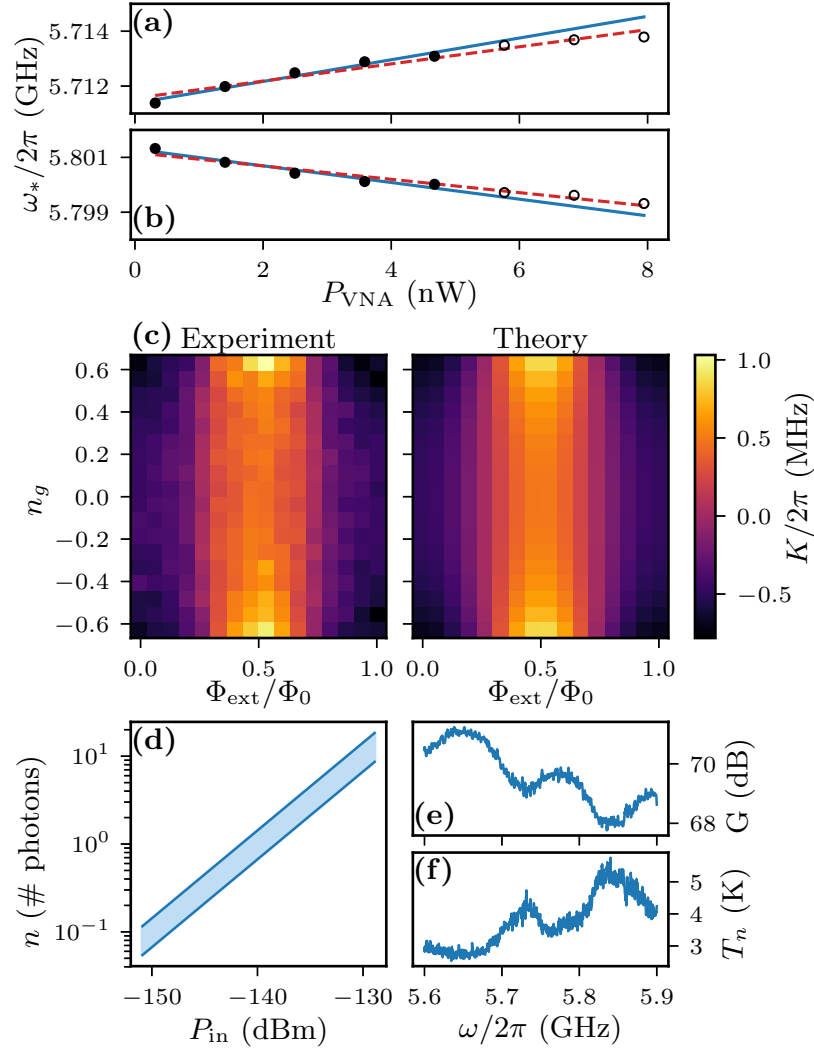 (a)
5.714
5.712
(b)
5.801
5.799
ω*/2π (GHz)
0 2 4 6 8
P_VNA (nW)
(c) Experiment Theory
0.6
0.4
0.2
0.0
−0.2
−0.4
−0.6
n_g
0.0 0.5 1.0
Φ_ext/Φ_0
0.0 0.5 1.0
Φ_ext/Φ_0
1.0
0.5
0.0
−0.5
K/2π (MHz)
(d)
10^1
10^0
10^−1
n (# photons)
−150 −140 −130
P_in (dBm)
(e)
70
68
G (dB)
(f)
5
4
3
T_n (K)
5.6 5.7 5.8 5.9
ω/2π (GHz)